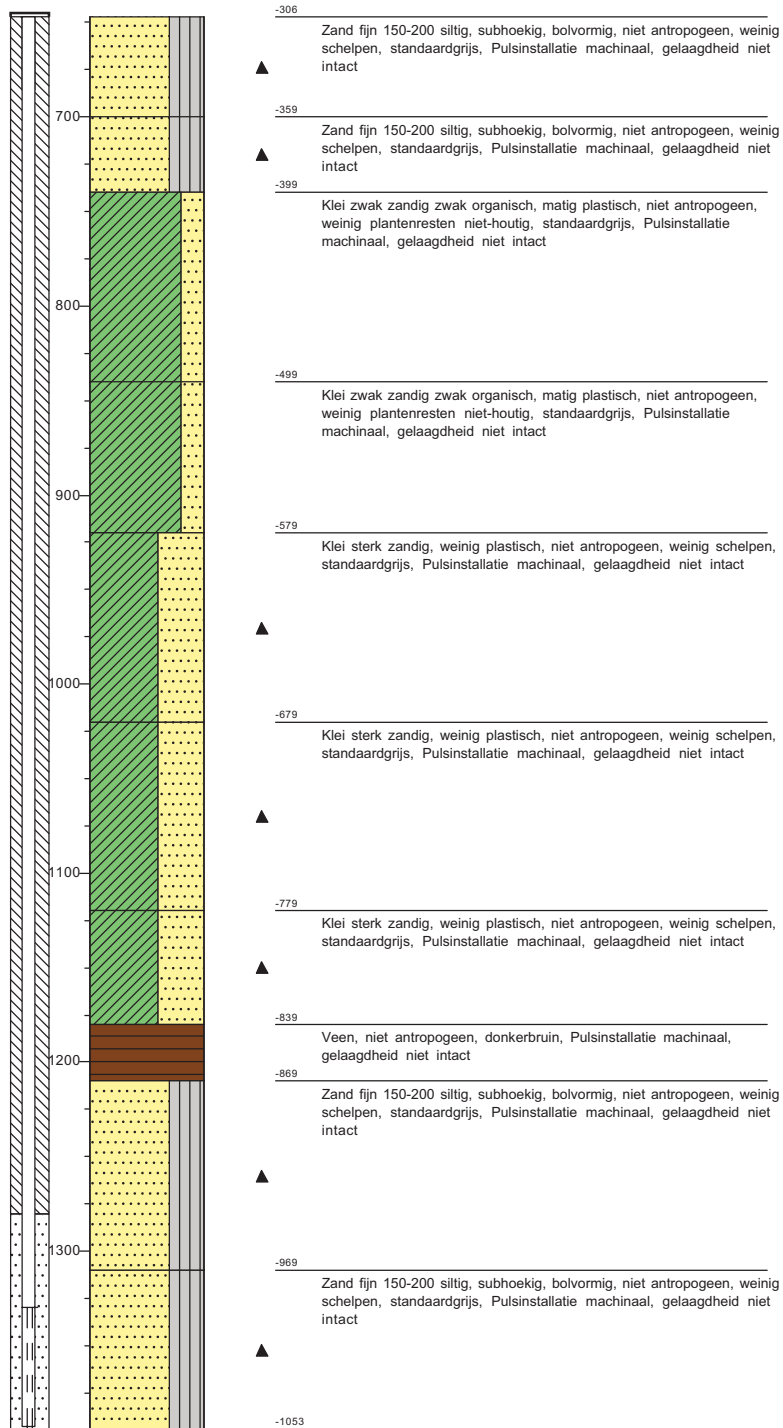 -306
Zand fijn 150-200 siltig, subhoekig, bolvormig, niet antropogeen, weinig
schelpen, standaardgrijs, Pulsinstallatie machinaal, gelaagdheid niet
intact
700
-359
Zand fijn 150-200 siltig, subhoekig, bolvormig, niet antropogeen, weinig
schelpen, standaardgrijs, Pulsinstallatie machinaal, gelaagdheid niet
intact
-399
Klei zwak zandig zwak organisch, matig plastisch, niet antropogeen,
weinig plantenresten niet-houtig, standaardgrijs, Pulsinstallatie
machinaal, gelaagdheid niet intact
800
-499
Klei zwak zandig zwak organisch, matig plastisch, niet antropogeen,
weinig plantenresten niet-houtig, standaardgrijs, Pulsinstallatie
machinaal, gelaagdheid niet intact
900
-579
Klei sterk zandig, weinig plastisch, niet antropogeen, weinig schelpen,
standaardgrijs, Pulsinstallatie machinaal, gelaagdheid niet intact
1000
-679
Klei sterk zandig, weinig plastisch, niet antropogeen, weinig schelpen,
standaardgrijs, Pulsinstallatie machinaal, gelaagdheid niet intact
1100
-779
Klei sterk zandig, weinig plastisch, niet antropogeen, weinig schelpen,
standaardgrijs, Pulsinstallatie machinaal, gelaagdheid niet intact
-839
Veen, niet antropogeen, donkerbruin, Pulsinstallatie machinaal,
gelaagdheid niet intact
1200
-869
Zand fijn 150-200 siltig, subhoekig, bolvormig, niet antropogeen, weinig
schelpen, standaardgrijs, Pulsinstallatie machinaal, gelaagdheid niet
intact
1300
-969
Zand fijn 150-200 siltig, subhoekig, bolvormig, niet antropogeen, weinig
schelpen, standaardgrijs, Pulsinstallatie machinaal, gelaagdheid niet
intact
-1053